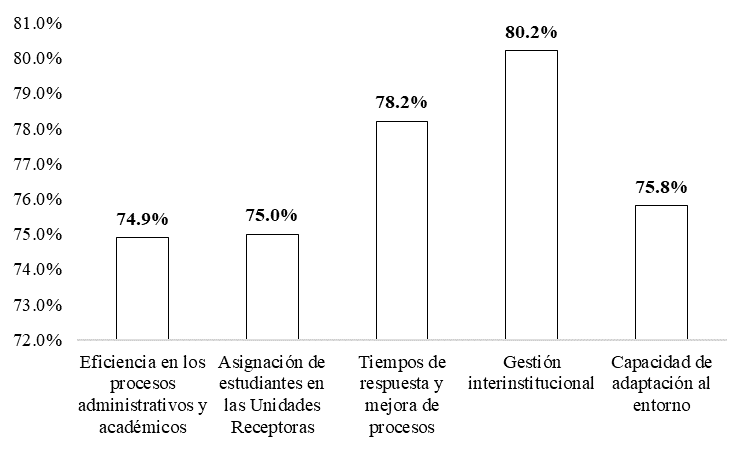 81.0%
80.0%
79.0%
78.0%
77.0%
76.0%
75.0%
74.0%
73.0%
72.0%
74.9%
75.0%
78.2%
80.2%
75.8%
Eficiencia en los
procesos
administrativos y
académicos
Asignación de
estudiantes en
las Unidades
Receptoras
Tiempos de
respuesta y
mejora de
procesos
Gestión
interinstitucional
Capacidad de
adaptación al
entorno